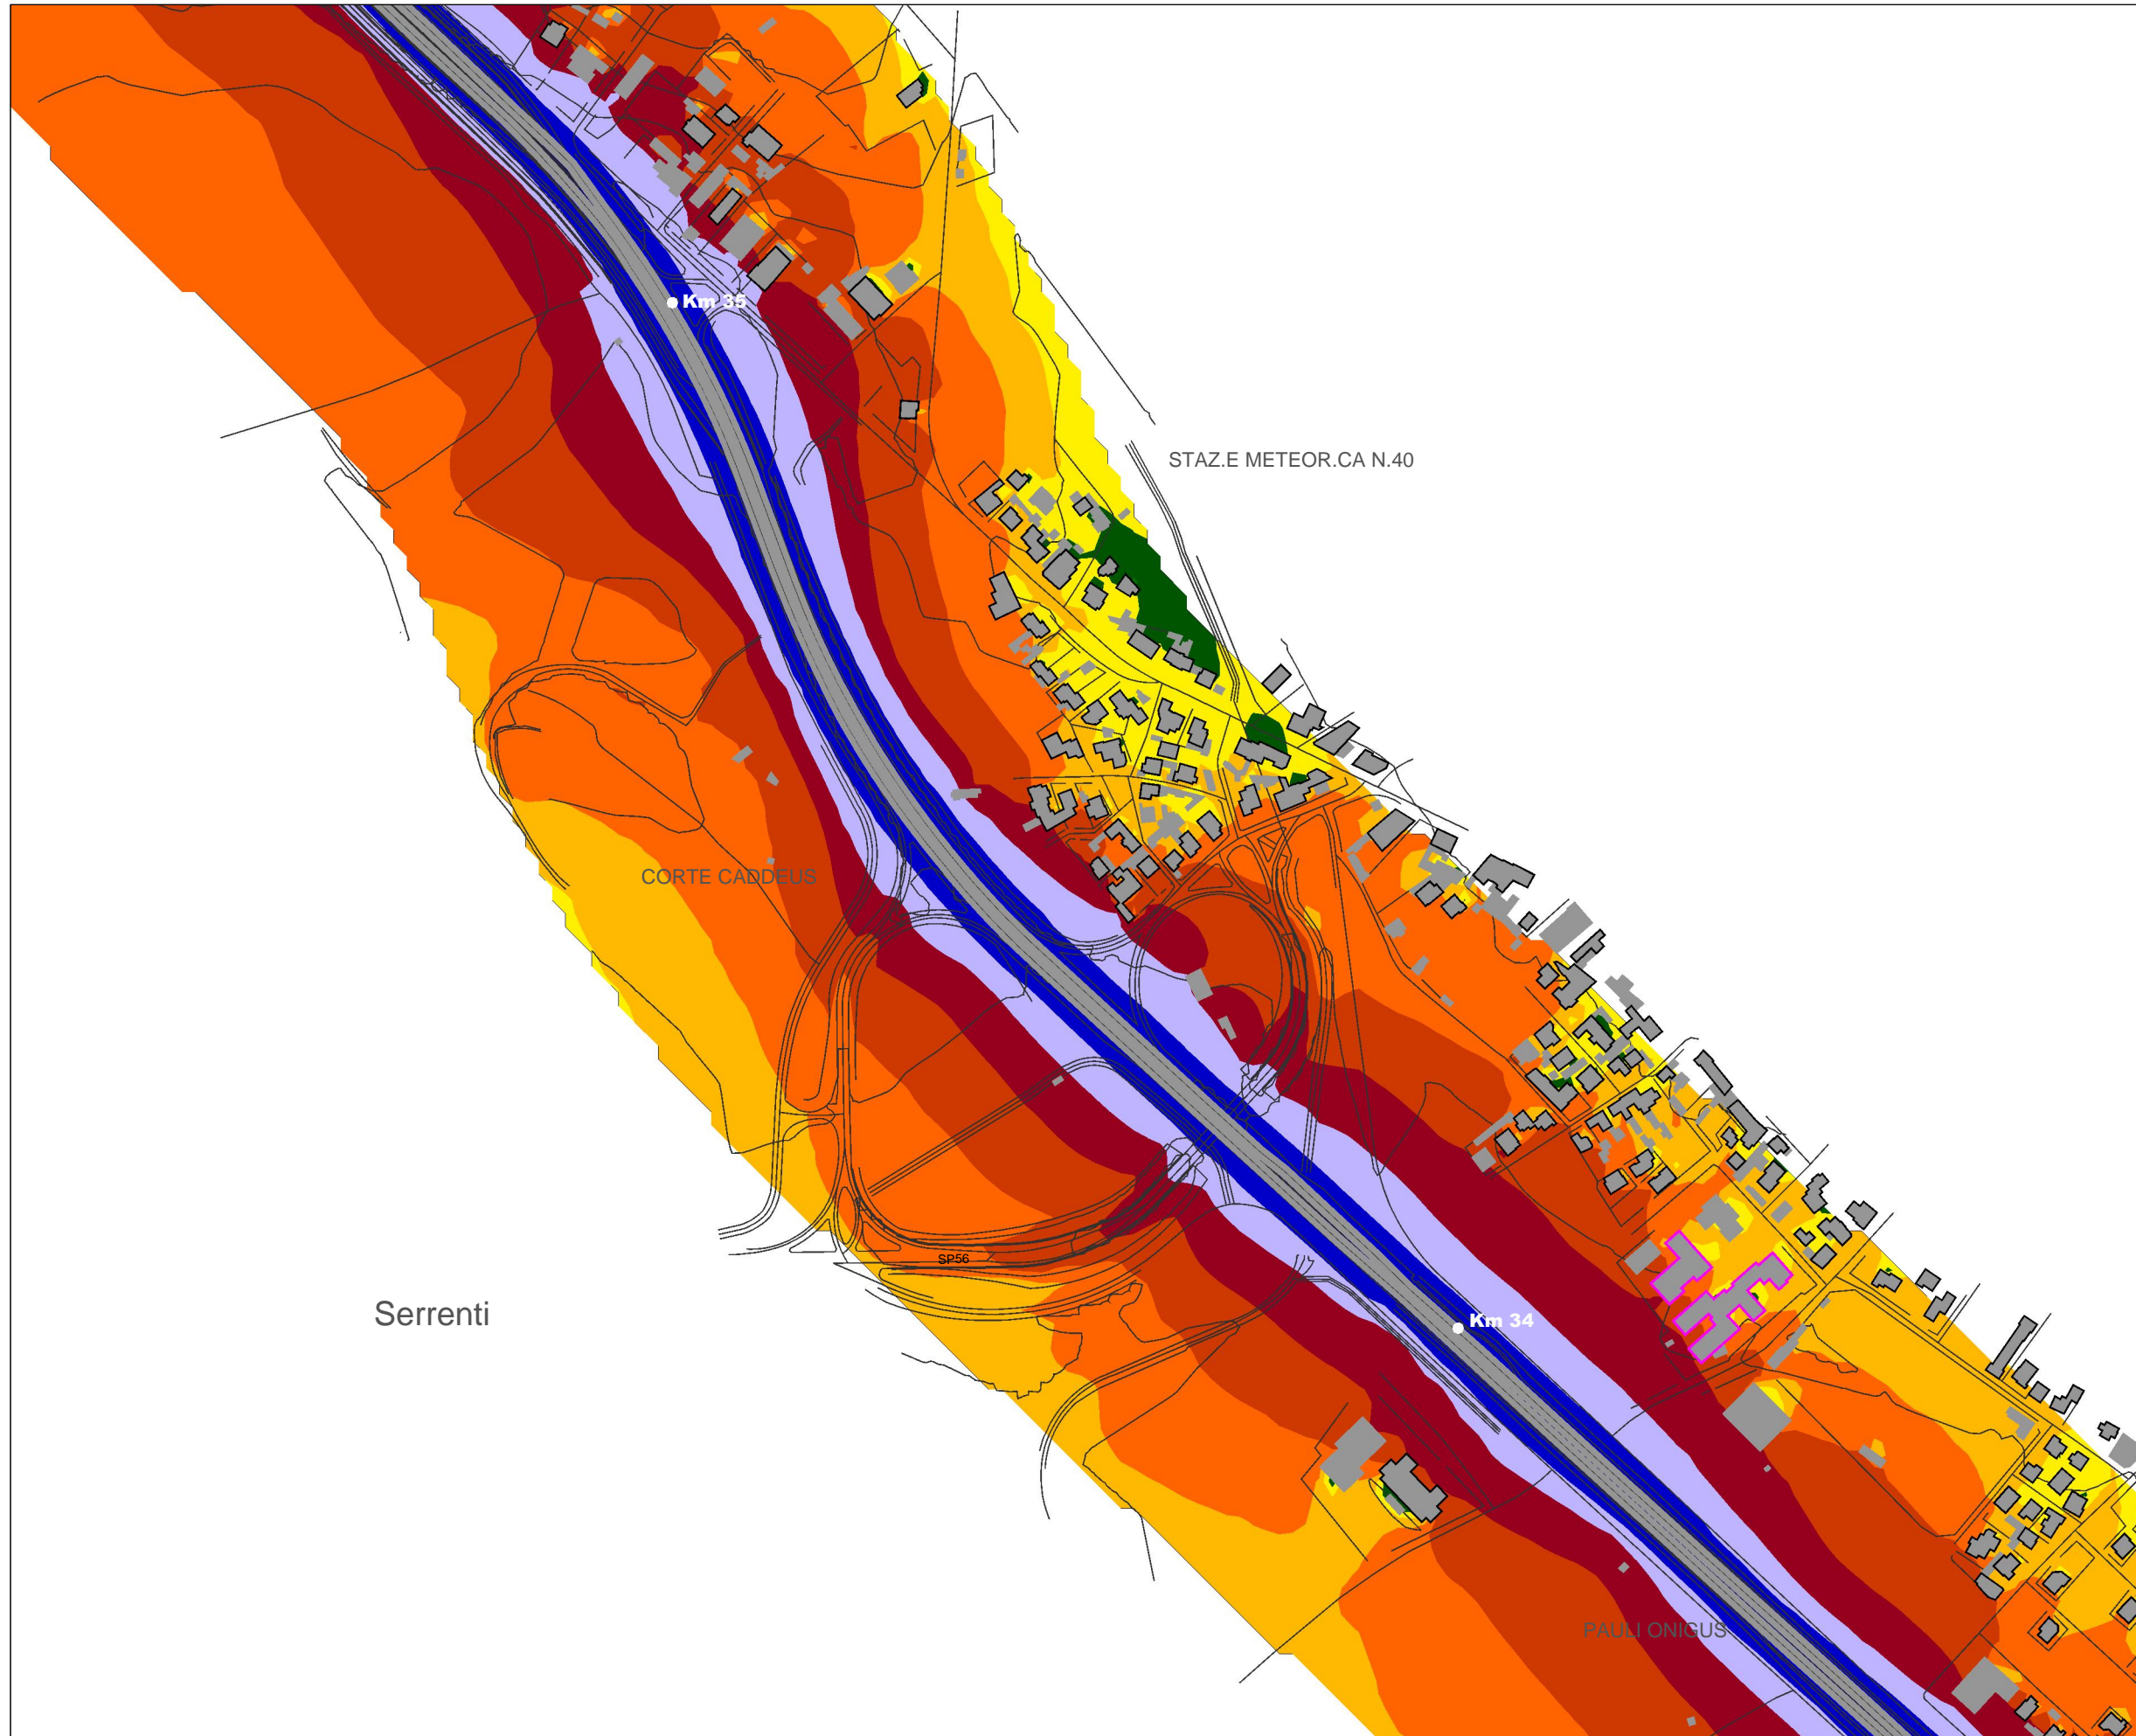 Km 35
STAZ.E METEOR.CA N.40
CORTE CADDEUS
SP56
Serrenti
Km 34
PAULI ONIGUS